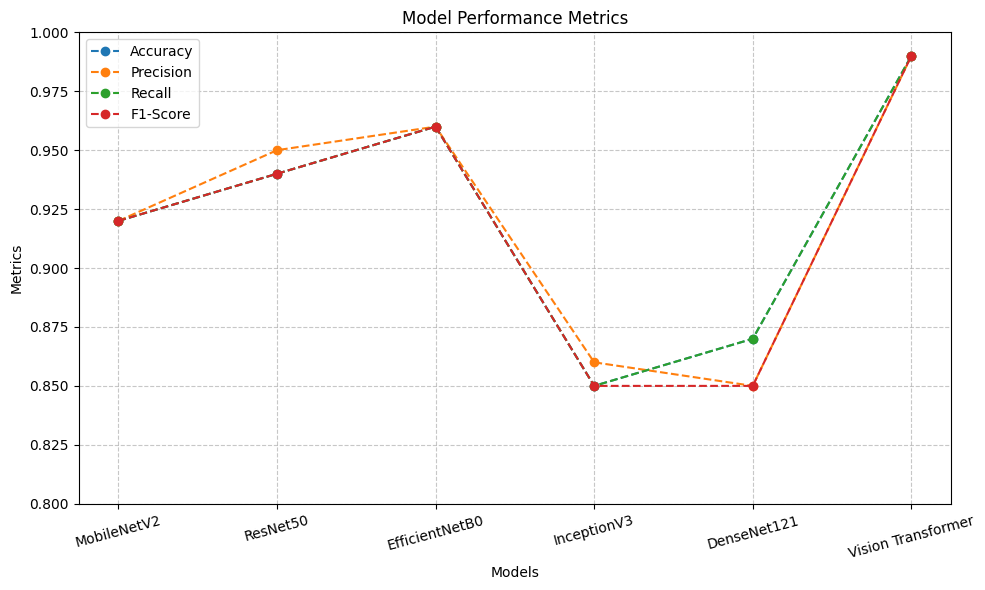 Model Performance Metrics
1.000
0.975
0.950
0.925
0.900
0.875
0.850
0.825
0.800
Metrics
Accuracy
Precision
Recall
F1-Score
MobileNetV2
ResNet50
EfficientNetB0
InceptionV3
DenseNet121
Vision Transformer
Models